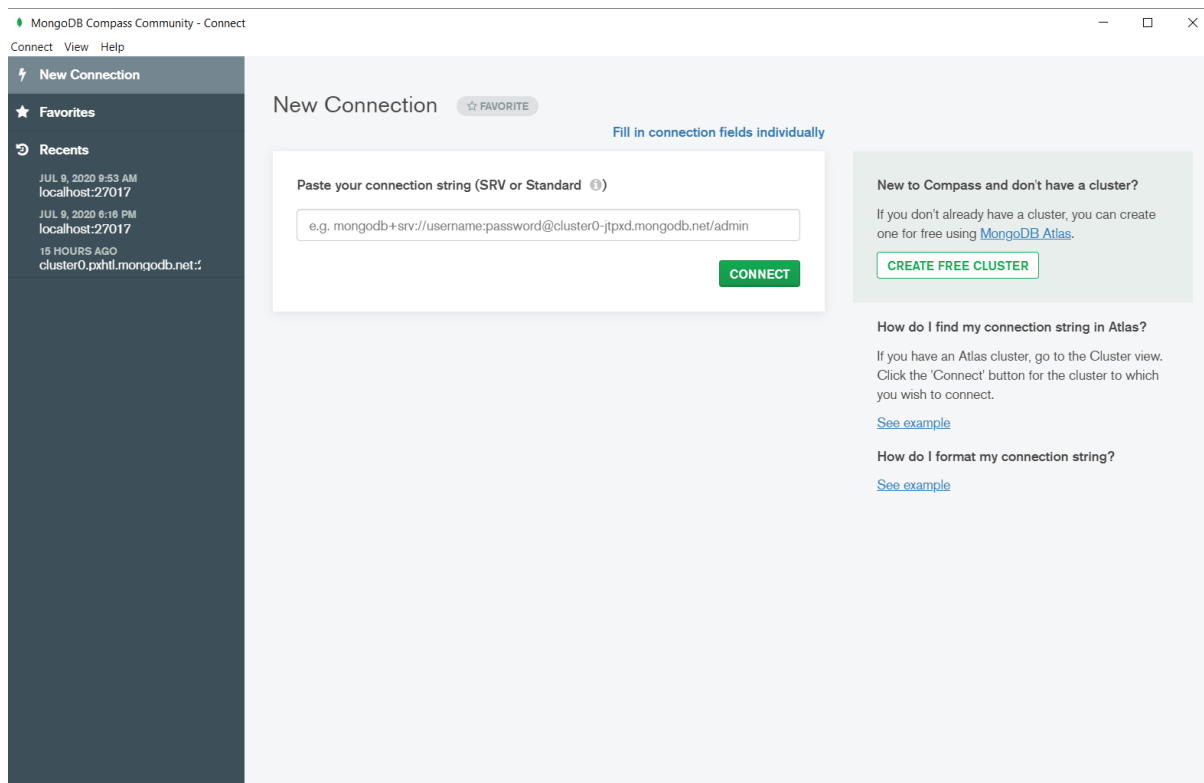 MongoDB Compass Community - Connect
Connect View Help
New Connection
Favorites
Recents
JUL 9, 2020 9:53 AM
localhost:27017
JUL 9, 2020 6:16 PM
localhost:27017
15 HOURS AGO
cluster0.pxhtl.mongodb.net:
New Connection
FAVORITE
Fill in connection fields individually
Paste your connection string (SRV or Standard )
e.g. mongodb+srv://username:password@cluster0-jtpxd.mongodb.net/admin
CONNECT
New to Compass and don't have a cluster?
If you don't already have a cluster, you can create
one for free using MongoDB Atlas.
CREATE FREE CLUSTER
How do I find my connection string in Atlas?
If you have an Atlas cluster, go to the Cluster view.
Click the 'Connect' button for the cluster to which
you wish to connect.
See example
How do I format my connection string?
See example